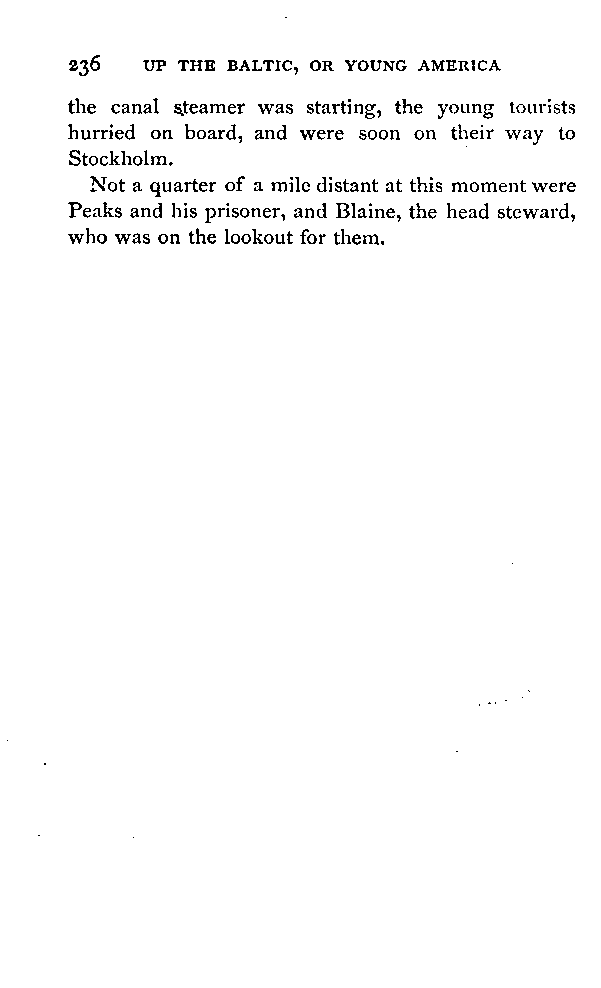 236 UP THE BALTIC, OR YOUNG AMERICA
the canal steamer was starting, the young tourists
hurried on board, and were soon on their way to
Stockholm.
Not a quarter of a mile distant at this moment were
Peaks and his prisoner, and Blaine, the head steward,
who was on the lookout for them.